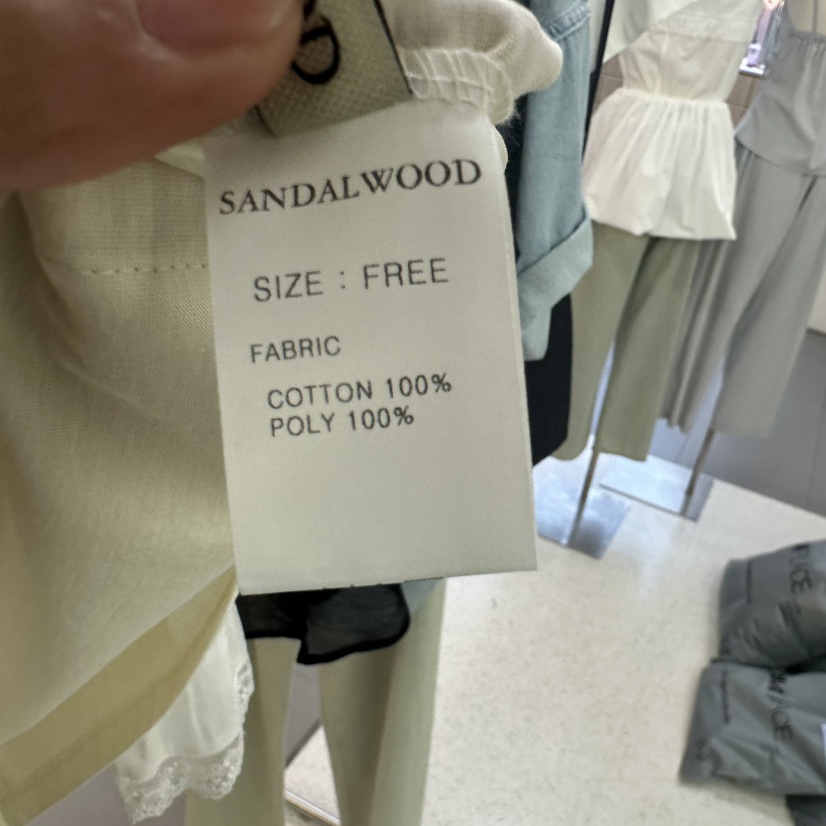 SANDALWOOD
SIZE : FREE
FABRIC
COTTON 100%
POLY 100%